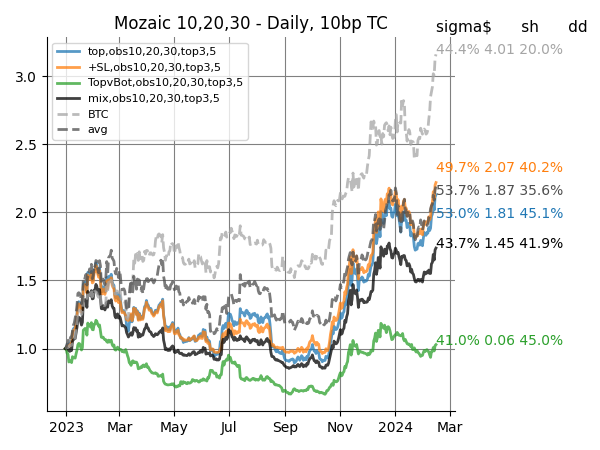 Mozaic 10,20,30 - Daily, 10bp TC
sigma$ sh dd
top,obs10,20,30,top3,5
+SL,obs10,20,30,top3,5
TopvBot,obs10,20,30,top3,5
mix,obs10,20,30,top3,5
BTC
avg
44.4% 4.01 20.0%
49.7% 2.07 40.2%
53.7% 1.87 35.6%
53.0% 1.81 45.1%
43.7% 1.45 41.9%
41.0% 0.06 45.0%
3.0
2.5
2.0
1.5
1.0
2023 Mar May Jul Sep Nov 2024 Mar